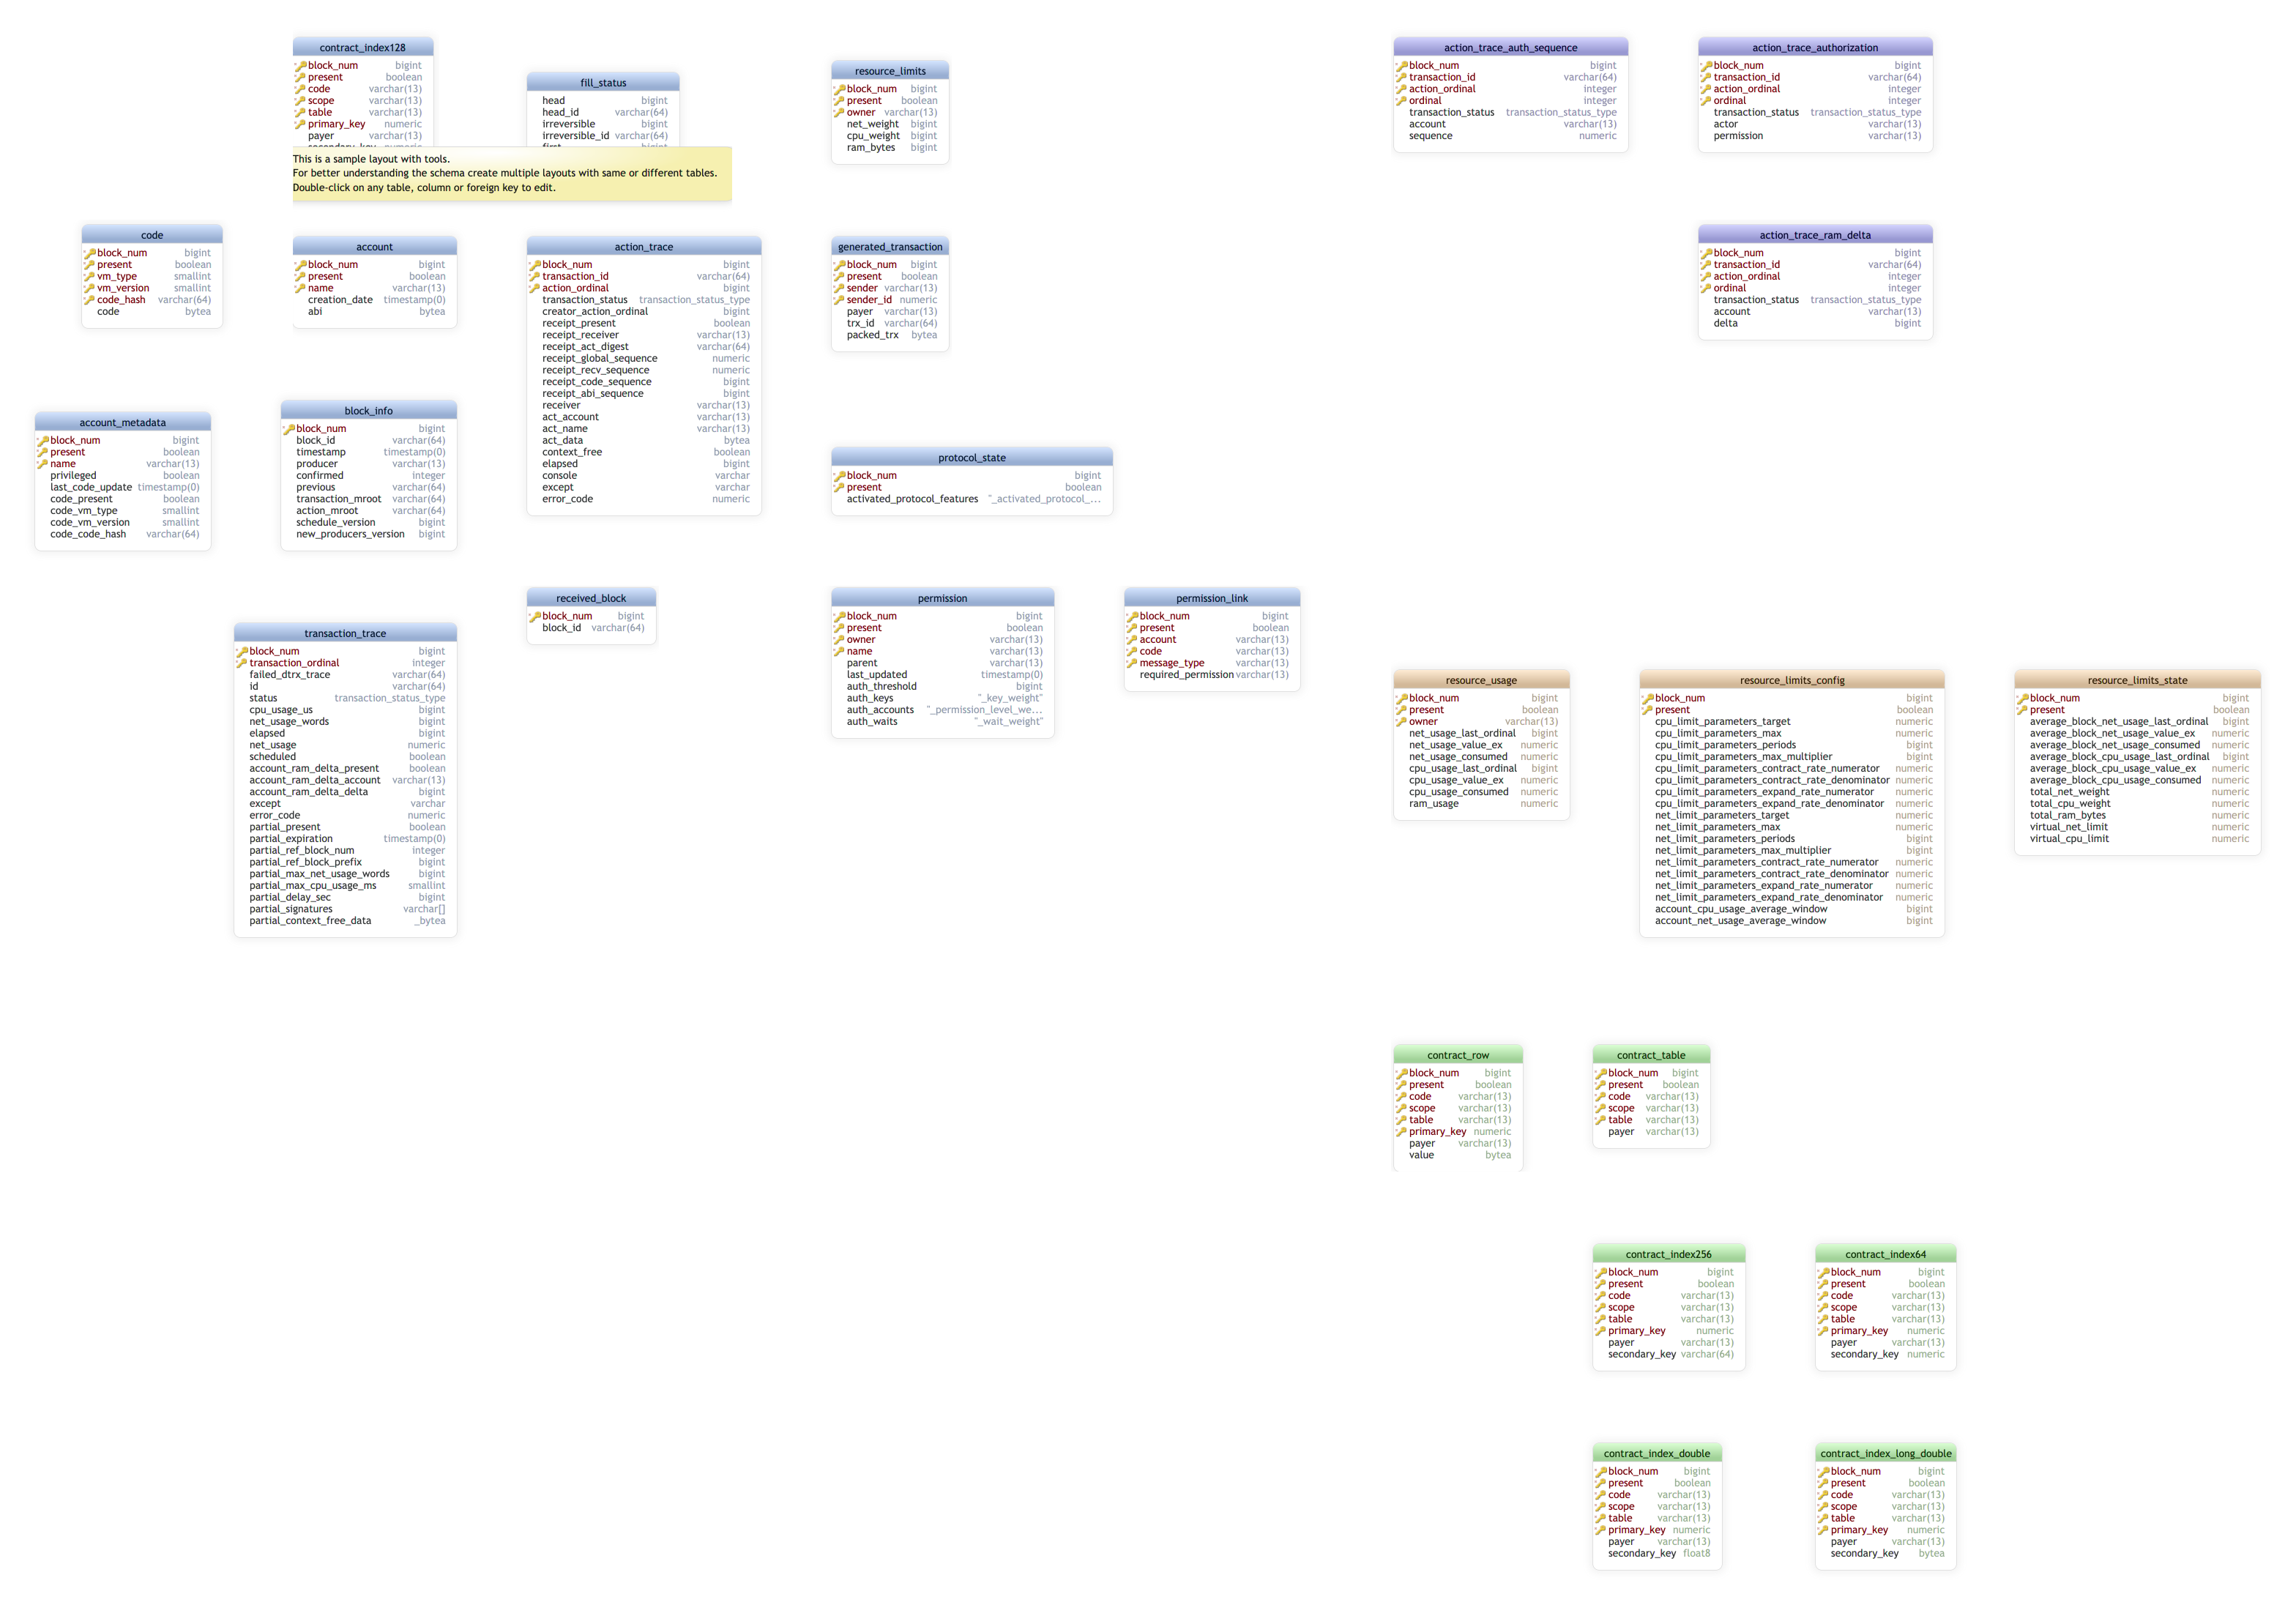 contract_index128
block_num bigint
present boolean
code varchar(13)
scope varchar(13)
table varchar(13)
primary_key numeric
payer varchar(13)
fill_status
head bigint
head_id varchar(64)
irreversible bigint
irreversible_id varchar(64)
This is a sample layout with tools.
For better understanding the schema create multiple layouts with same or different tables.
Double-click on any table, column or foreign key to edit.
resource_limits
block_num bigint
present boolean
owner varchar(13)
net_weight bigint
cpu_weight bigint
ram_bytes bigint
action_trace_auth_sequence
block_num bigint
transaction_id varchar(64)
action_ordinal integer
ordinal integer
transaction_status transaction_status_type
account varchar(13)
sequence numeric
action_trace_authorization
block_num bigint
transaction_id varchar(64)
action_ordinal integer
ordinal integer
transaction_status transaction_status_type
actor varchar(13)
permission varchar(13)
code
block_num bigint
present boolean
vm_type smallint
vm_version smallint
code_hash varchar(64)
code bytea
account
block_num bigint
present boolean
name varchar(13)
creation_date timestamp(0)
abi bytea
action_trace
block_num bigint
transaction_id varchar(64)
action_ordinal bigint
transaction_status transaction_status_type
creator_action_ordinal bigint
receipt_present boolean
receipt_receiver varchar(13)
receipt_act_digest varchar(64)
receipt_global_sequence numeric
receipt_recv_sequence numeric
receipt_code_sequence bigint
receipt_abi_sequence bigint
receiver varchar(13)
act_account varchar(13)
act_name varchar(13)
act_data bytea
context_free boolean
elapsed bigint
console varchar
except varchar
error_code numeric
generated_transaction
block_num bigint
present boolean
sender varchar(13)
sender_id numeric
payer varchar(13)
trx_id varchar(64)
packed_trx bytea
action_trace_ram_delta
block_num bigint
transaction_id varchar(64)
action_ordinal integer
ordinal integer
transaction_status transaction_status_type
account varchar(13)
delta bigint
account_metadata
block_num bigint
present boolean
name varchar(13)
privileged boolean
last_code_update timestamp(0)
code_present boolean
code_vm_type smallint
code_vm_version smallint
code_code_hash varchar(64)
block_info
block_num bigint
block_id varchar(64)
timestamp timestamp(0)
producer varchar(13)
confirmed integer
previous varchar(64)
transaction_mroot varchar(64)
action_mroot varchar(64)
schedule_version bigint
new_producers_version bigint
protocol_state
block_num bigint
present boolean
activated_protocol_features "_activated_protocol_...
transaction_trace
block_num bigint
transaction_ordinal integer
failed_dtrx_trace varchar(64)
id varchar(64)
status transaction_status_type
cpu_usage_us bigint
net_usage_words bigint
elapsed bigint
net_usage numeric
scheduled boolean
account_ram_delta_present boolean
account_ram_delta_account varchar(13)
account_ram_delta_delta bigint
except varchar
error_code numeric
partial_present boolean
partial_expiration timestamp(0)
partial_ref_block_num integer
partial_ref_block_prefix bigint
partial_max_net_usage_words bigint
partial_max_cpu_usage_ms smallint
partial_delay_sec bigint
partial_signatures varchar[]
partial_context_free_data _bytea
received_block
block_num bigint
block_id varchar(64)
permission
block_num bigint
present boolean
owner varchar(13)
name varchar(13)
parent varchar(13)
last_updated timestamp(0)
auth_threshold bigint
auth_keys "_key_weight"
auth_accounts "_permission_level_we...
auth_waits "_wait_weight"
permission_link
block_num bigint
present boolean
account varchar(13)
code varchar(13)
message_type varchar(13)
required_permission varchar(13)
resource_usage
block_num bigint
present boolean
owner varchar(13)
net_usage_last_ordinal bigint
net_usage_value_ex numeric
net_usage_consumed numeric
cpu_usage_last_ordinal bigint
cpu_usage_value_ex numeric
cpu_usage_consumed numeric
ram_usage numeric
resource_limits_config
block_num bigint
present boolean
cpu_limit_parameters_target numeric
cpu_limit_parameters_max numeric
cpu_limit_parameters_periods bigint
cpu_limit_parameters_max_multiplier bigint
cpu_limit_parameters_contract_rate_numerator numeric
cpu_limit_parameters_contract_rate_denominator numeric
cpu_limit_parameters_expand_rate_numerator numeric
cpu_limit_parameters_expand_rate_denominator numeric
net_limit_parameters_target numeric
net_limit_parameters_max numeric
net_limit_parameters_periods bigint
net_limit_parameters_max_multiplier bigint
net_limit_parameters_contract_rate_numerator numeric
net_limit_parameters_contract_rate_denominator numeric
net_limit_parameters_expand_rate_numerator numeric
net_limit_parameters_expand_rate_denominator numeric
account_cpu_usage_average_window bigint
account_net_usage_average_window bigint
resource_limits_state
block_num bigint
present boolean
average_block_net_usage_last_ordinal bigint
average_block_net_usage_value_ex numeric
average_block_net_usage_consumed numeric
average_block_cpu_usage_last_ordinal bigint
average_block_cpu_usage_value_ex numeric
average_block_cpu_usage_consumed numeric
total_net_weight numeric
total_cpu_weight numeric
total_ram_bytes numeric
virtual_net_limit numeric
virtual_cpu_limit numeric
contract_row
block_num bigint
present boolean
code varchar(13)
scope varchar(13)
table varchar(13)
primary_key numeric
payer varchar(13)
value bytea
contract_table
block_num bigint
present boolean
code varchar(13)
scope varchar(13)
table varchar(13)
payer varchar(13)
contract_index256
block_num bigint
present boolean
code varchar(13)
scope varchar(13)
table varchar(13)
primary_key numeric
payer varchar(13)
secondary_key varchar(64)
contract_index64
block_num bigint
present boolean
code varchar(13)
scope varchar(13)
table varchar(13)
primary_key numeric
payer varchar(13)
secondary_key numeric
contract_index_double
block_num bigint
present boolean
code varchar(13)
scope varchar(13)
table varchar(13)
primary_key numeric
payer varchar(13)
secondary_key float8
contract_index_long_double
block_num bigint
present boolean
code varchar(13)
scope varchar(13)
table varchar(13)
primary_key numeric
payer varchar(13)
secondary_key bytea